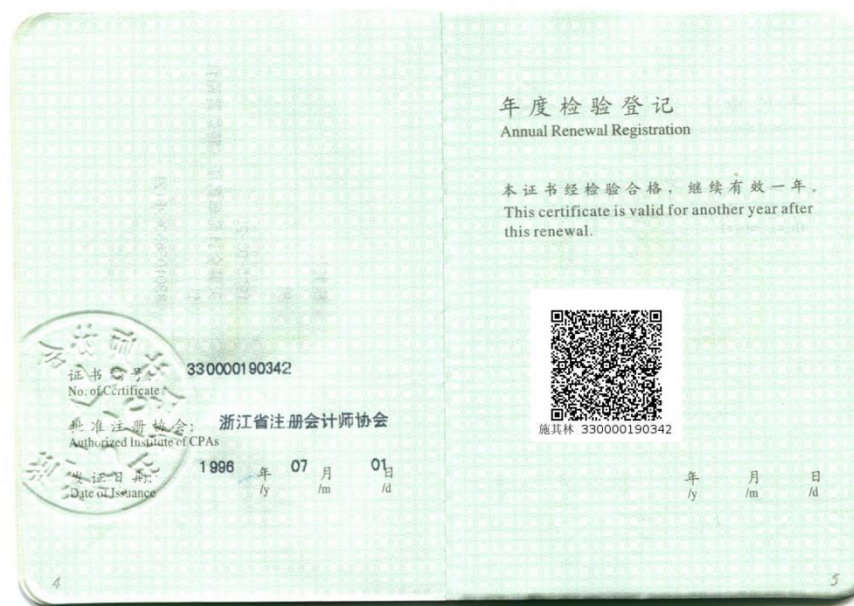 证书编号: 330000190342
No. of Certificate
批准注册协会: 浙江省注册会计师协会
Authorized Institute of CPAs
发证日期: 1996 年 07 月 01 日
Date of Issuance /y /m /d
4
年度检验登记
Annual Renewal Registration
本证书经检验合格，继续有效一年。
This certificate is valid for another year after
this renewal.
施其林 330000190342
年 月 日
/y /m /d
5